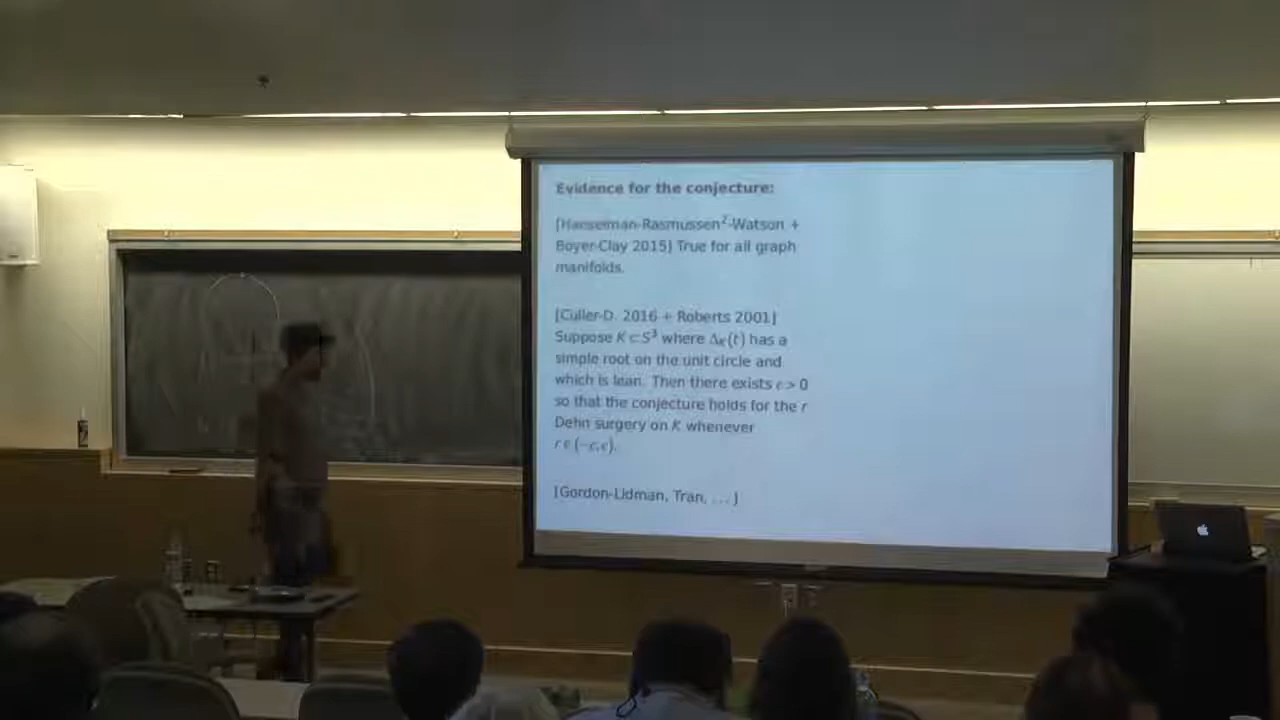 Evidence for the conjecture:
[Hanselman-Rasmussen²-Watson +
Boyer-Clay 2015] True for all graph
manifolds.
[Culler-D. 2016 + Roberts 2001]
Suppose K ⊂ S³ where Δ_K(t) has a
simple root on the unit circle and
which is lean. Then there exists ε > 0
so that the conjecture holds for the r
Dehn surgery on K whenever
r ∈ (−ε, ε).
[Gordon-Lidman, Tran, ... ]